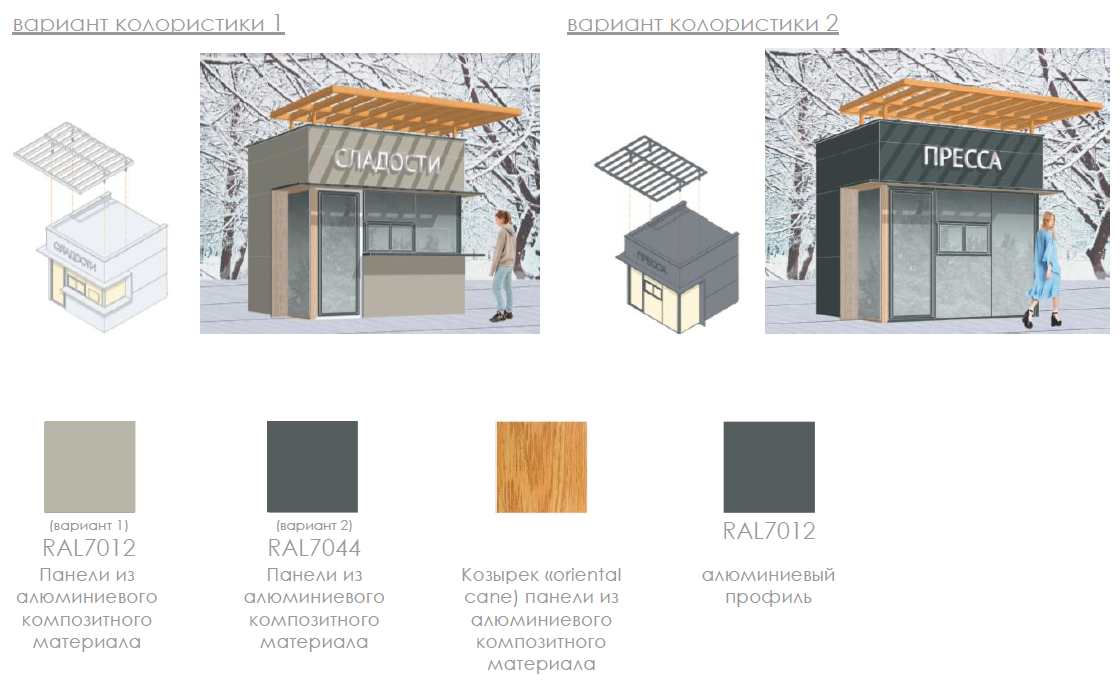 вариант колористики 1
вариант колористики 2
СЛАДОСТИ
ПРЕССА
СЛАДОСТИ
ПРЕССА
(вариант 1)
RAL7012
Панели из
алюминиевого
композитного
материала
(вариант 2)
RAL7044
Панели из
алюминиевого
композитного
материала
Козырек «oriental
cane) панели из
алюминиевого
композитного
материала
RAL7012
алюминиевый
профиль